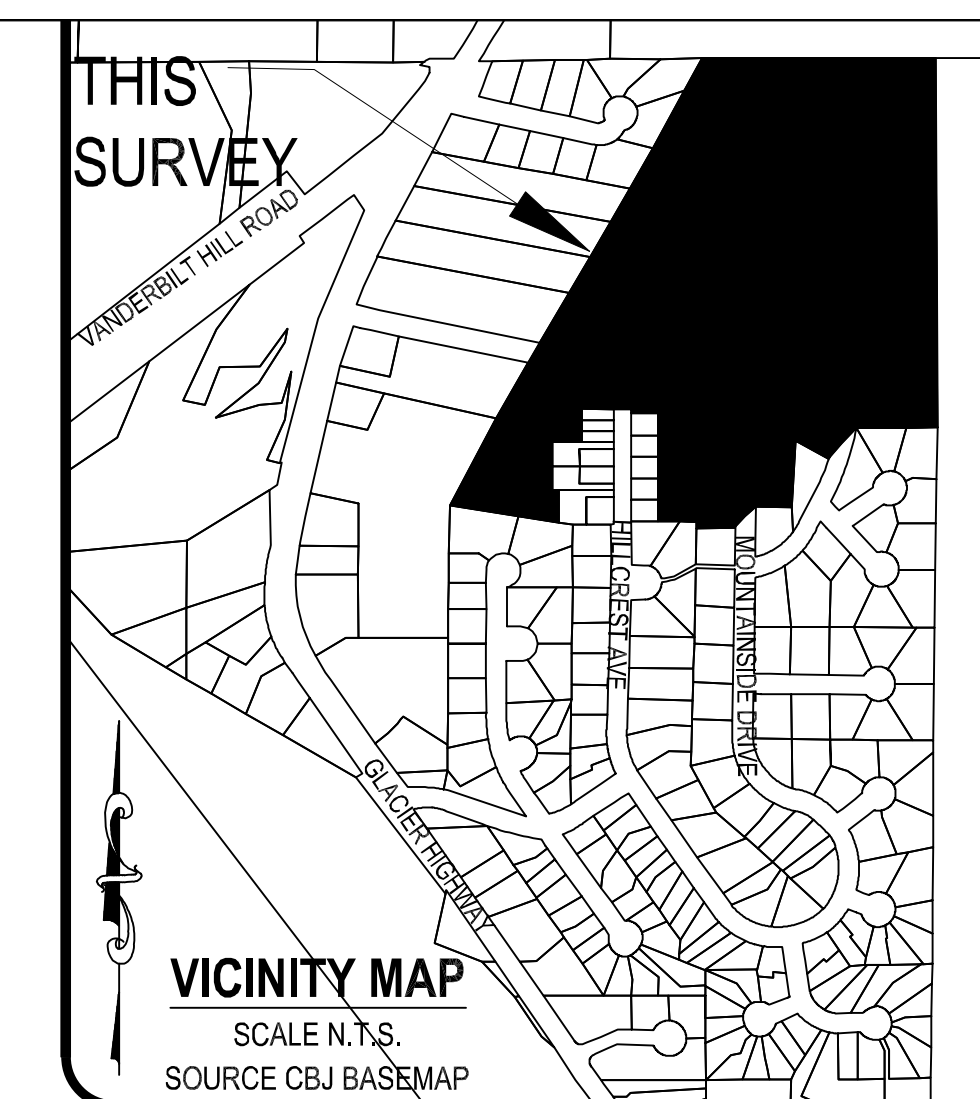 THIS
SURVEY
VANDERBILT HILL ROAD
HILLCREST AVE
MOUNTAINSIDE DRIVE
GLACIER HIGHWAY
VICINITY MAP
SCALE N.T.S.
SOURCE CBJ BASEMAP